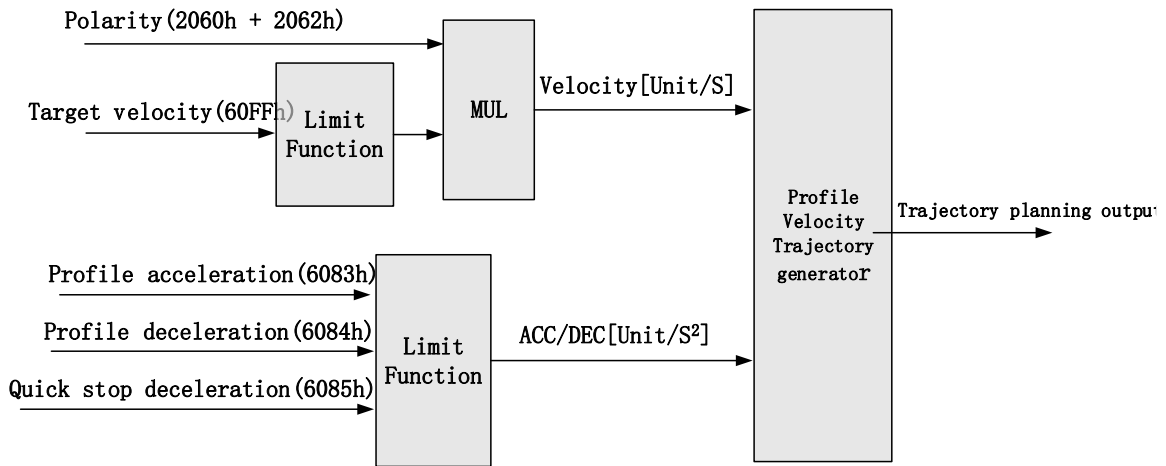 Polarity(2060h + 2062h)
Target velocity(60FFh)
Limit
Function
MUL
Velocity[Unit/S]
Profile
Velocity
Trajectory
generator
Trajectory planning output
Profile acceleration(6083h)
Profile deceleration(6084h)
Quick stop deceleration(6085h)
Limit
Function
ACC/DEC[Unit/S²]